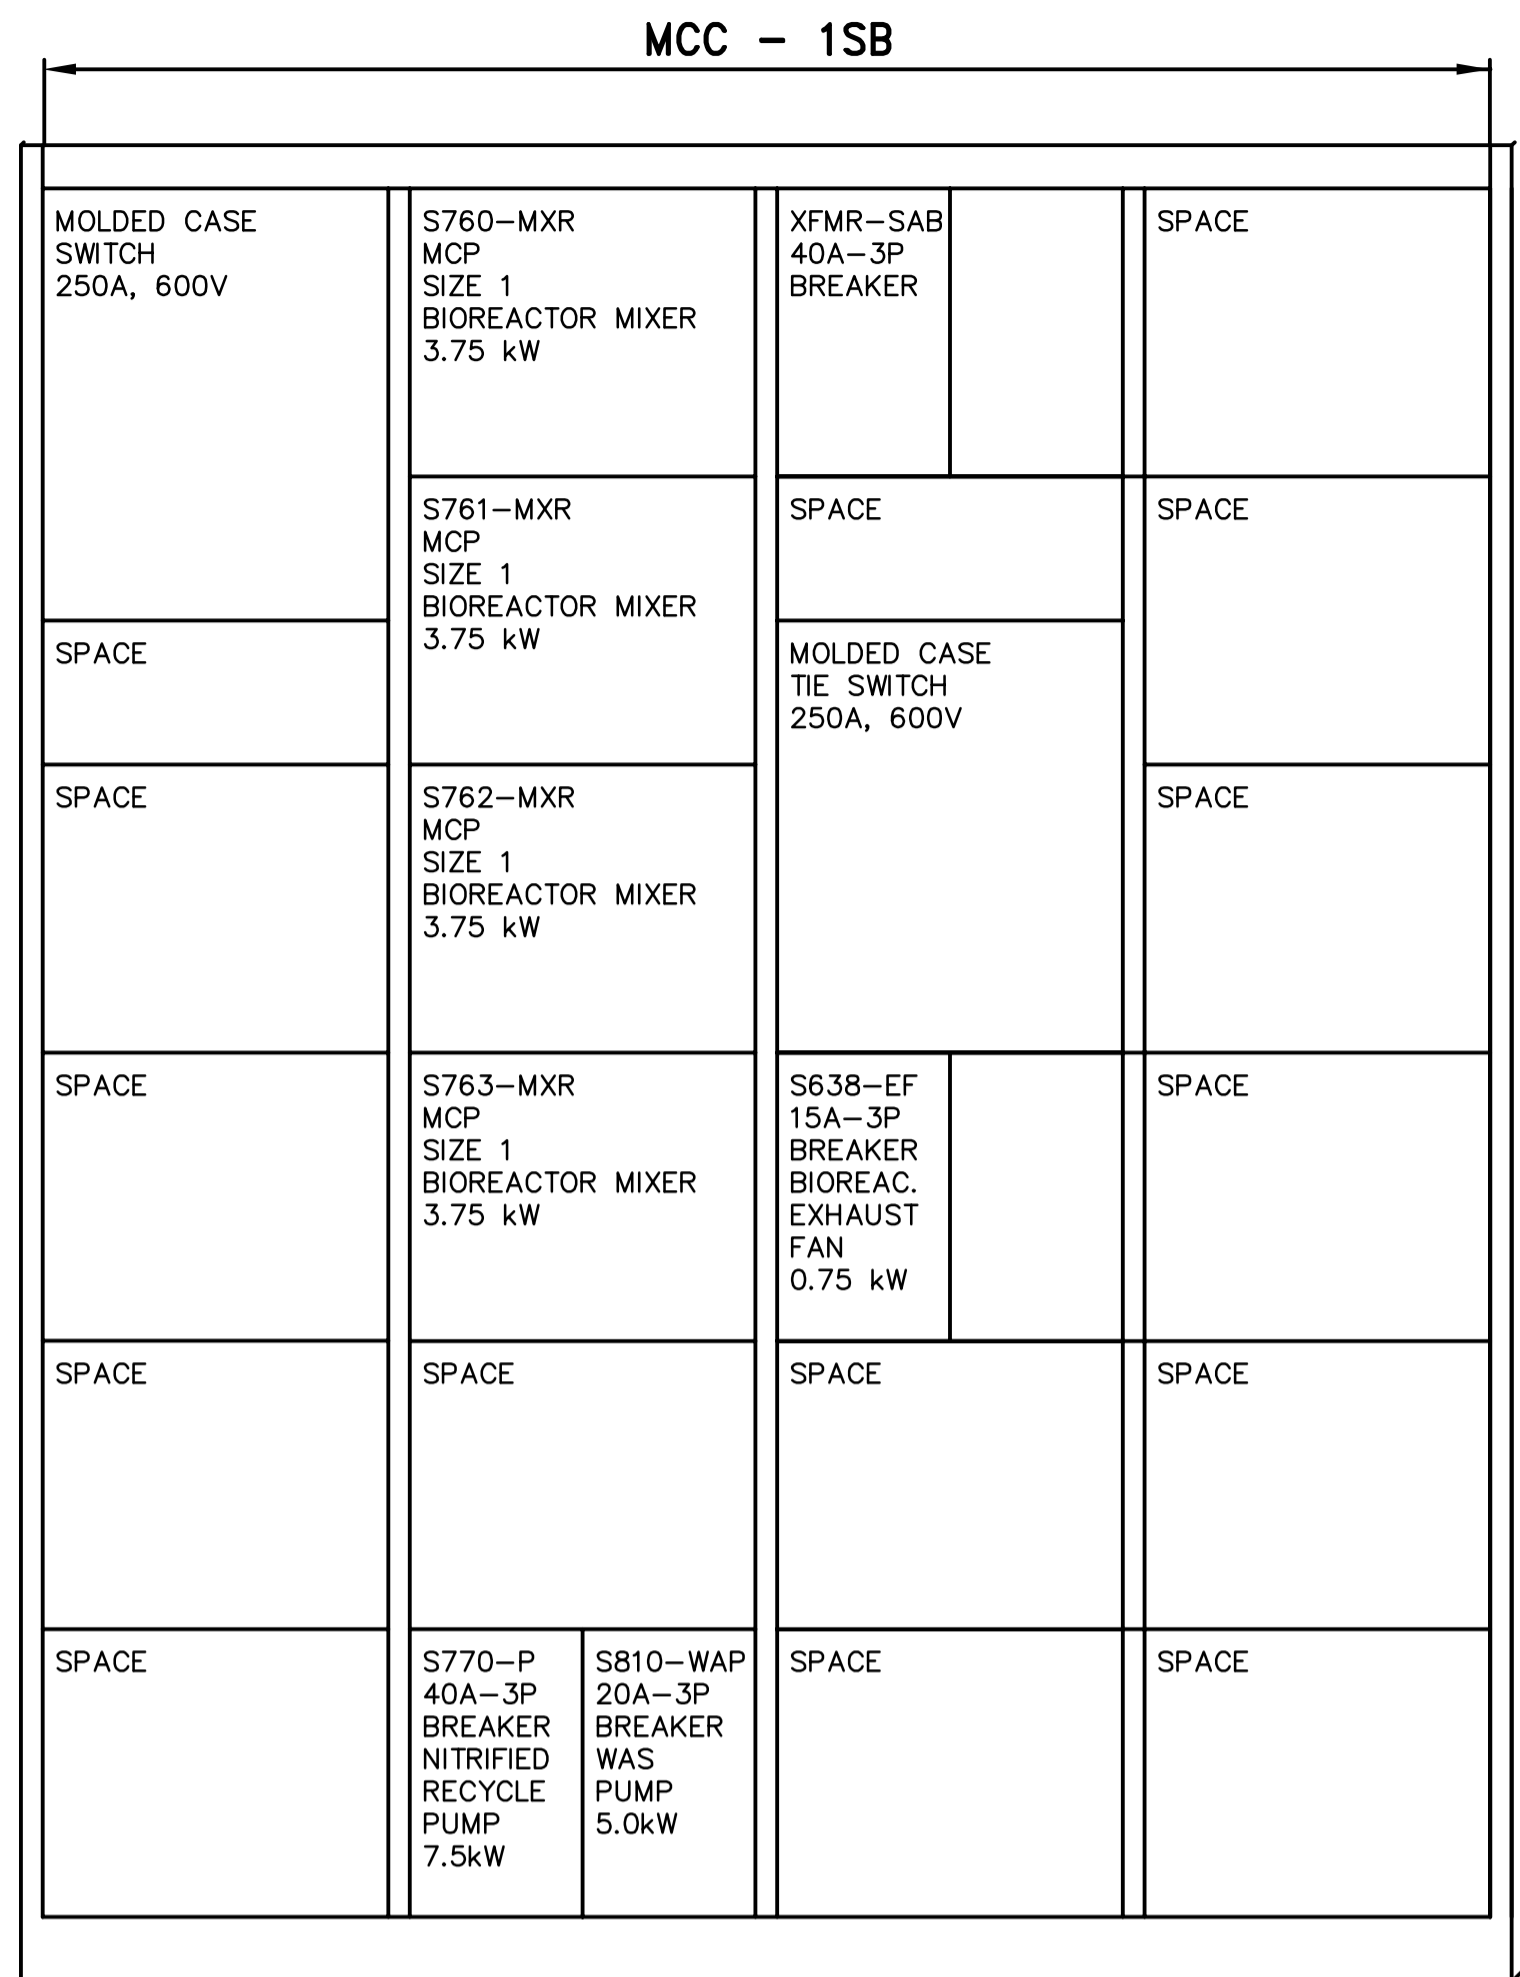 MCC - 1SB
MOLDED CASE
SWITCH
250A, 600V
SPACE
SPACE
SPACE
SPACE
SPACE
S760-MXR
MCP
SIZE 1
BIOREACTOR MIXER
3.75 kW
S761-MXR
MCP
SIZE 1
BIOREACTOR MIXER
3.75 kW
S762-MXR
MCP
SIZE 1
BIOREACTOR MIXER
3.75 kW
S763-MXR
MCP
SIZE 1
BIOREACTOR MIXER
3.75 kW
SPACE
S770-P
40A-3P
BREAKER
NITRIFIED
RECYCLE
PUMP
7.5kW
S810-WAP
20A-3P
BREAKER
WAS
PUMP
5.0kW
XFMR-SAB
40A-3P
BREAKER
SPACE
MOLDED CASE
TIE SWITCH
250A, 600V
S638-EF
15A-3P
BREAKER
BIOREAC.
EXHAUST
FAN
0.75 kW
SPACE
SPACE
SPACE
SPACE
SPACE
SPACE
SPACE
SPACE